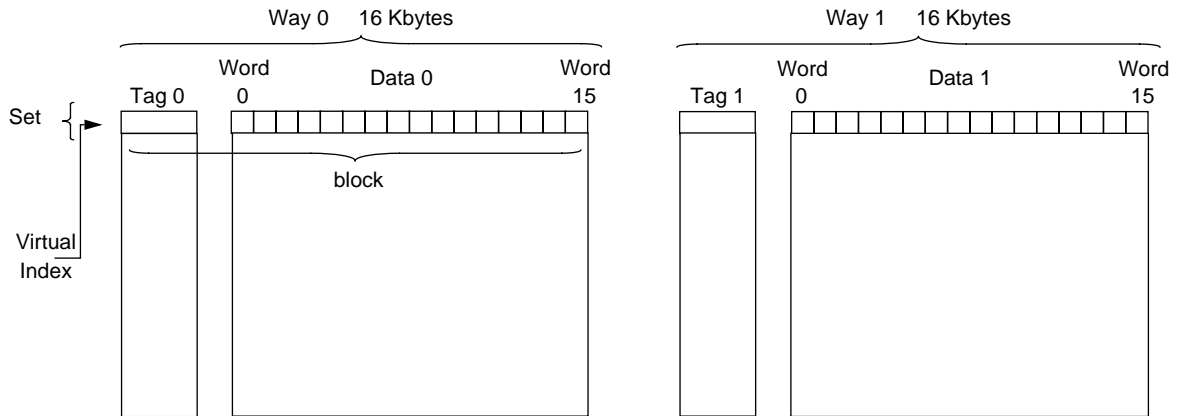 Way 0 16 Kbytes
Way 1 16 Kbytes
Word Data 0 Word
Word Data 1 Word
Tag 0 0 15
Tag 1 0 15
Set
block
Virtual
Index